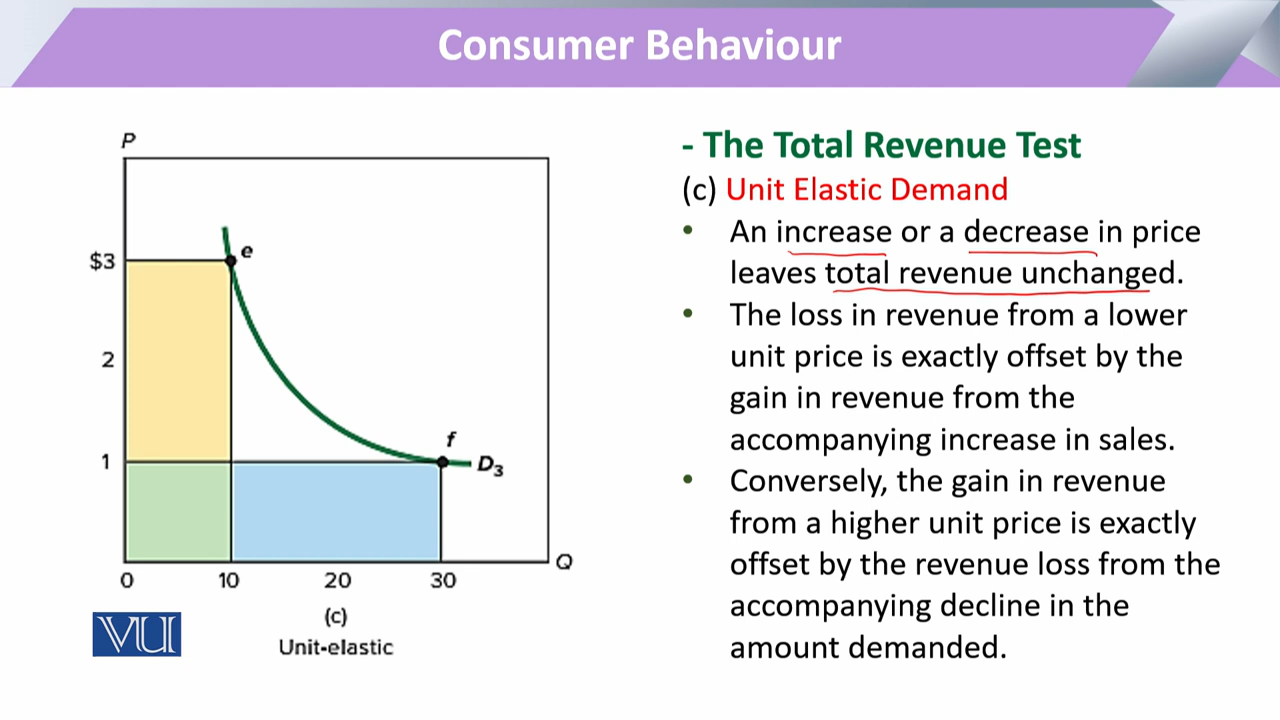 Consumer Behaviour
P
$3
e
2
f
1
D3
Q
0 10 20 30
(c)
Unit-elastic
VU
- The Total Revenue Test
(c) Unit Elastic Demand
• An increase or a decrease in price
leaves total revenue unchanged.
• The loss in revenue from a lower
unit price is exactly offset by the
gain in revenue from the
accompanying increase in sales.
• Conversely, the gain in revenue
from a higher unit price is exactly
offset by the revenue loss from the
accompanying decline in the
amount demanded.